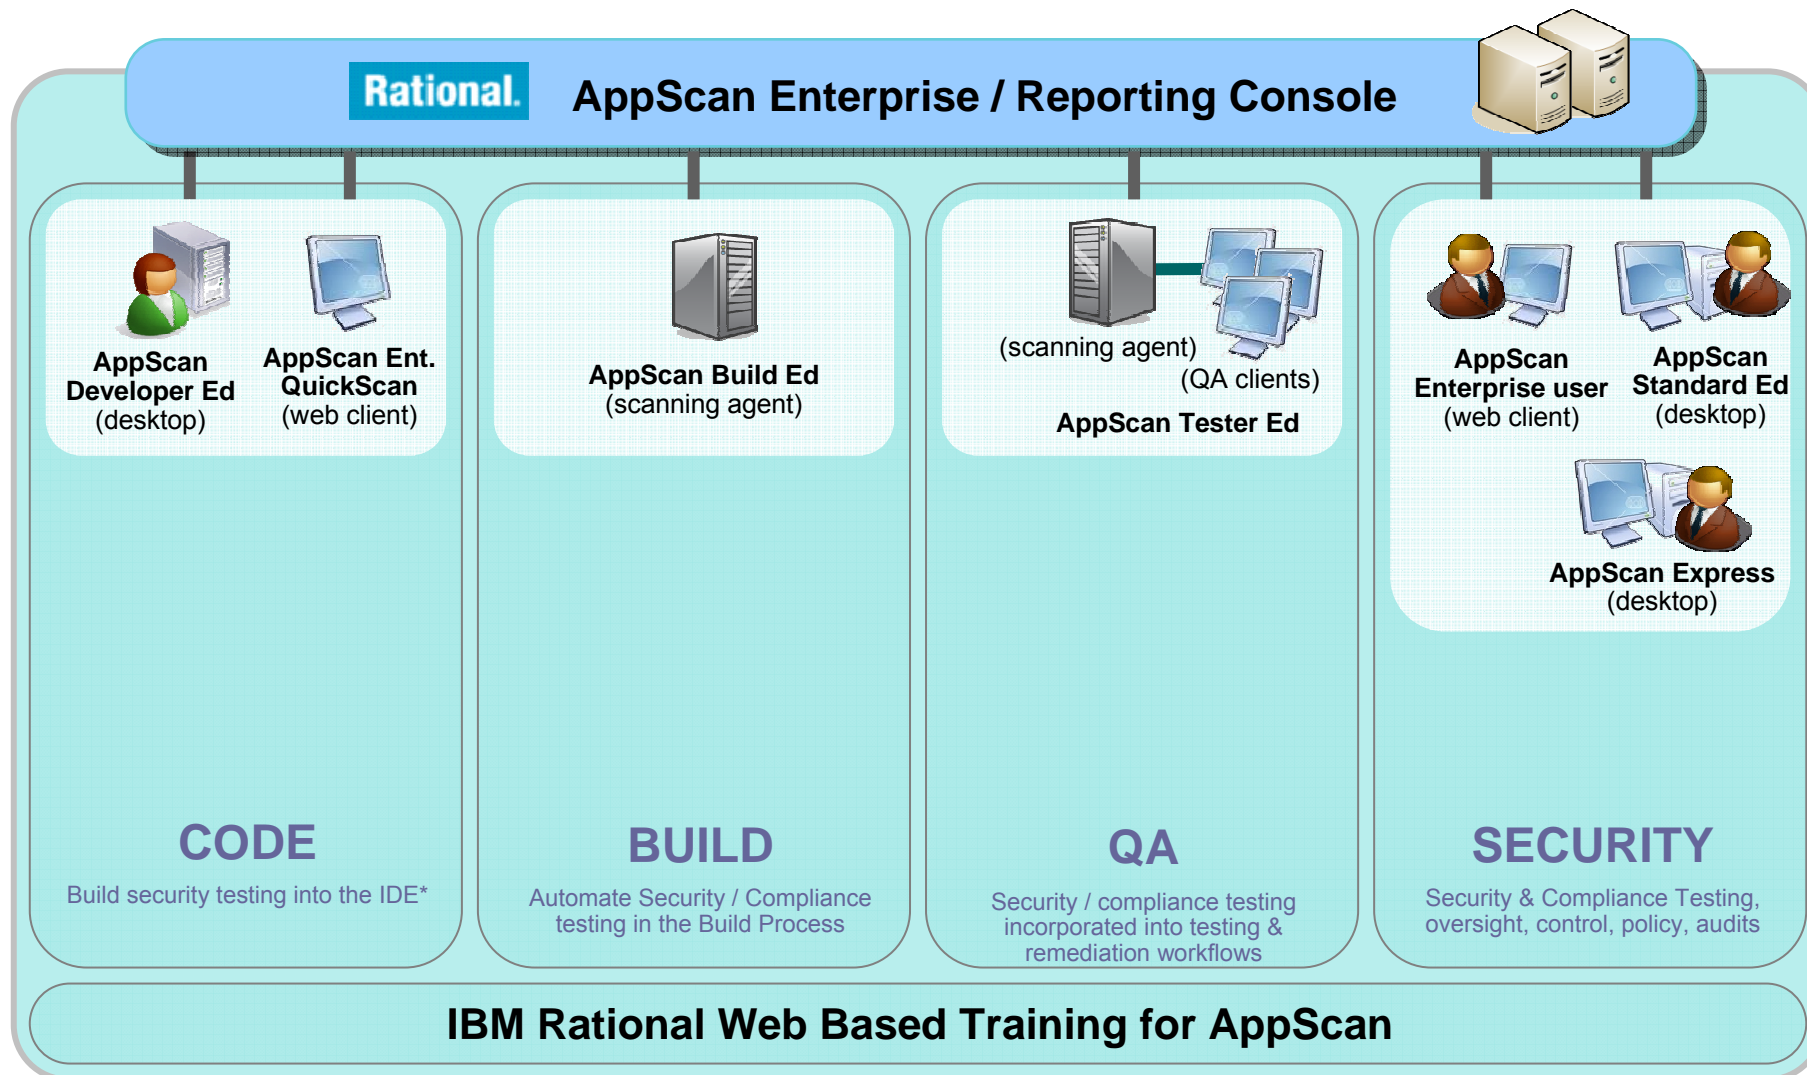 Rational.
AppScan Enterprise / Reporting Console
AppScan
Developer Ed
(desktop)
AppScan Ent.
QuickScan
(web client)
AppScan Build Ed
(scanning agent)
(scanning agent)
(QA clients)
AppScan Tester Ed
AppScan
Enterprise user
(web client)
AppScan
Standard Ed
(desktop)
AppScan Express
(desktop)
CODE
Build security testing into the IDE*
BUILD
Automate Security / Compliance
testing in the Build Process
QA
Security / compliance testing
incorporated into testing &
remediation workflows
SECURITY
Security & Compliance Testing,
oversight, control, policy, audits
IBM Rational Web Based Training for AppScan